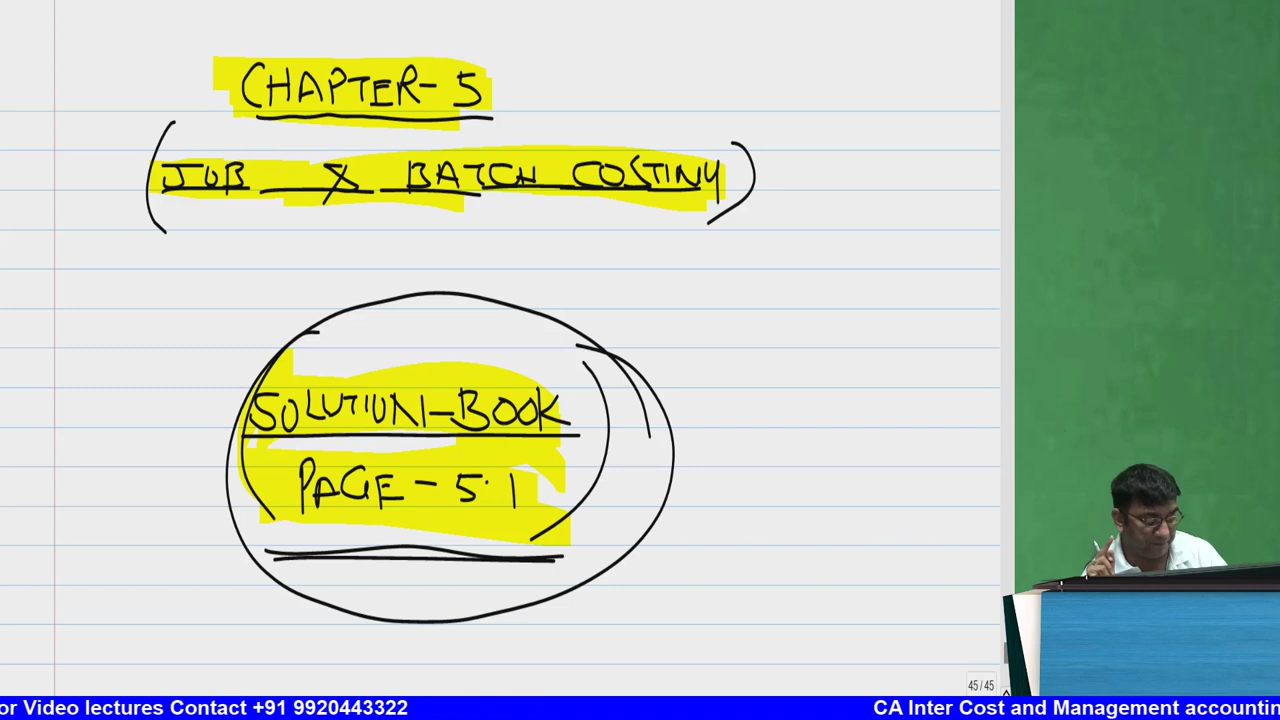 CHAPTER-5
(JOB & BATCH COSTING)
SOLUTION-BOOK
PAGE-5.1
45/45
or Video lectures Contact +91 9920443322
CA Inter Cost and Management accountin